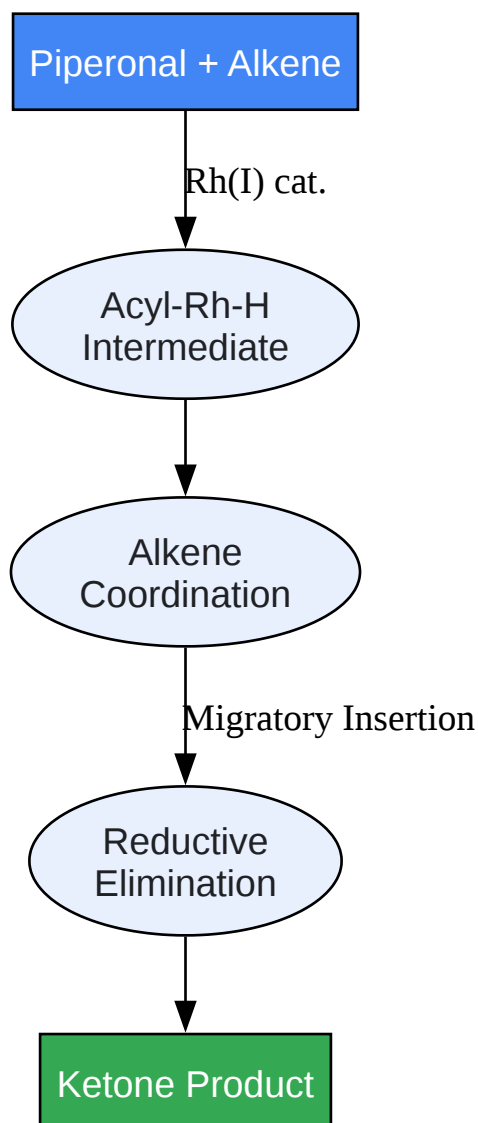 Piperonal + Alkene
Rh(I) cat.
Acyl-Rh-H
Intermediate
Alkene
Coordination
Migratory Insertion
Reductive
Elimination
Ketone Product